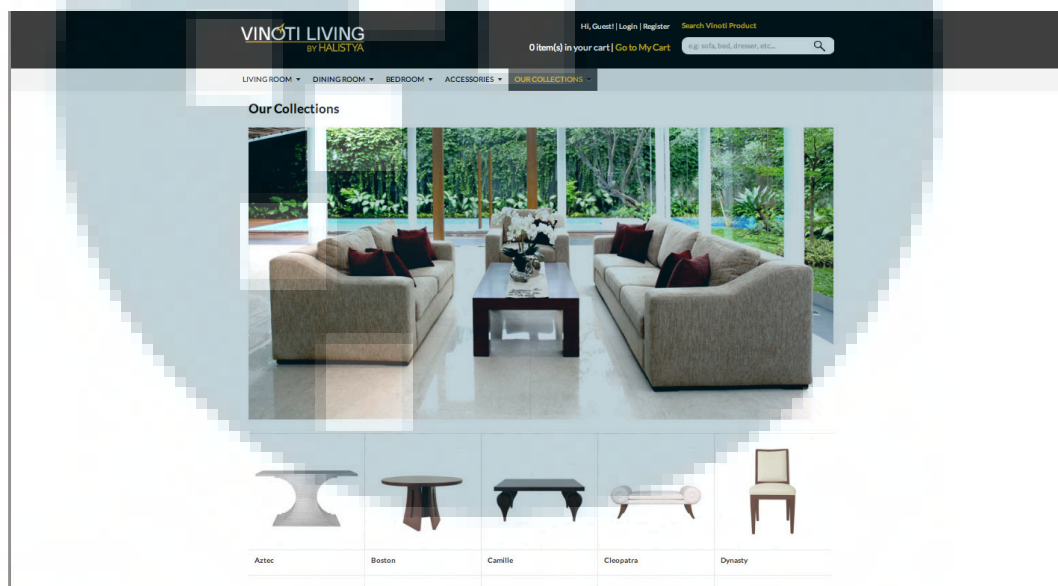 VINOTI LIVING
BY HALISTYA
Hi, Guest! | Login | Register
Search Vinoti Product
0 item(s) in your cart | Go to My Cart
e.g: sofa, bed, dresser, etc...
LIVING ROOM
DINING ROOM
BEDROOM
ACCESSORIES
OUR COLLECTIONS
Our Collections
Aztec
Boston
Camille
Cleopatra
Dynasty